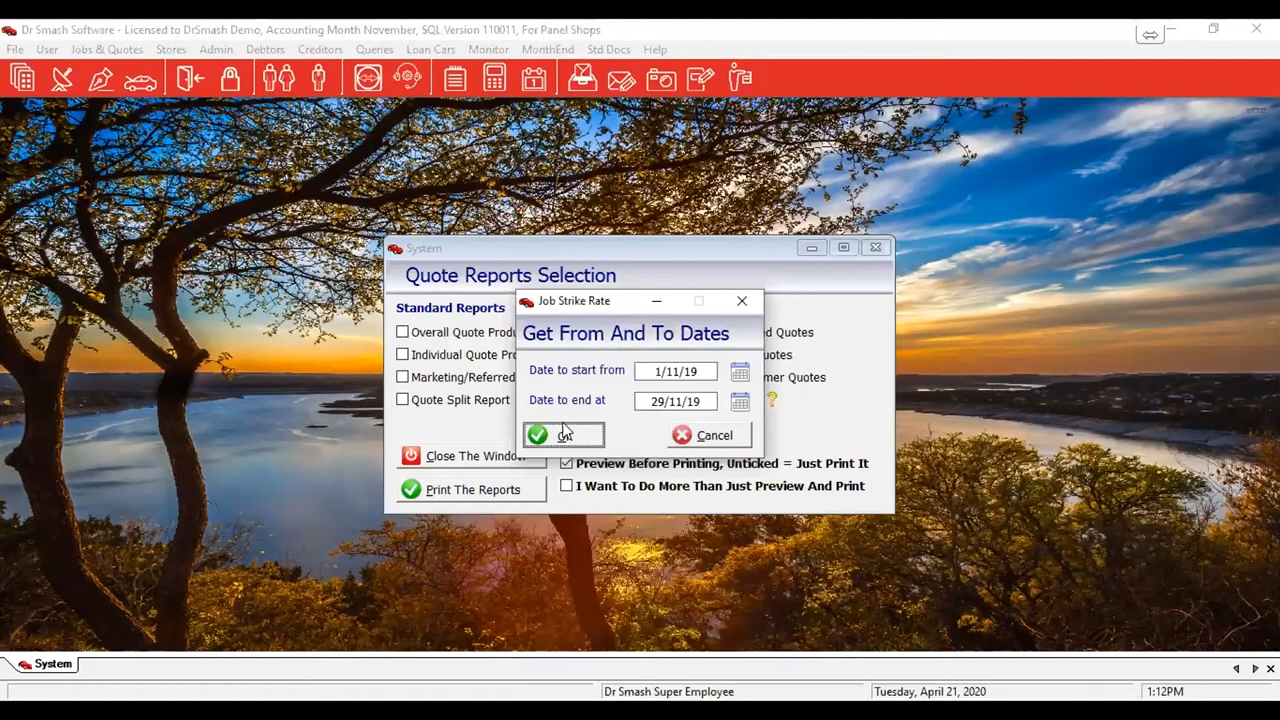 Dr Smash Software - Licensed to DrSmash Demo, Accounting Month November, SQL Version 110011, For Panel Shops
File User Jobs & Quotes Stores Admin Debtors Creditors Queries Loan Cars Monitor MonthEnd Std Docs Help
System
Quote Reports Selection
Standard Reports
Overall Quote
Individual Quote
Marketing/Referred
Quote Split Report
ed Quotes
uotes
mer Quotes
Job Strike Rate
Get From And To Dates
Date to start from 1/11/19
Date to end at 29/11/19
Cancel
Close The
Preview Before Printing, Unticked = Just Print It
Print The Reports
I Want To Do More Than Just Preview And Print
System
Dr Smash Super Employee Tuesday, April 21, 2020 1:12PM